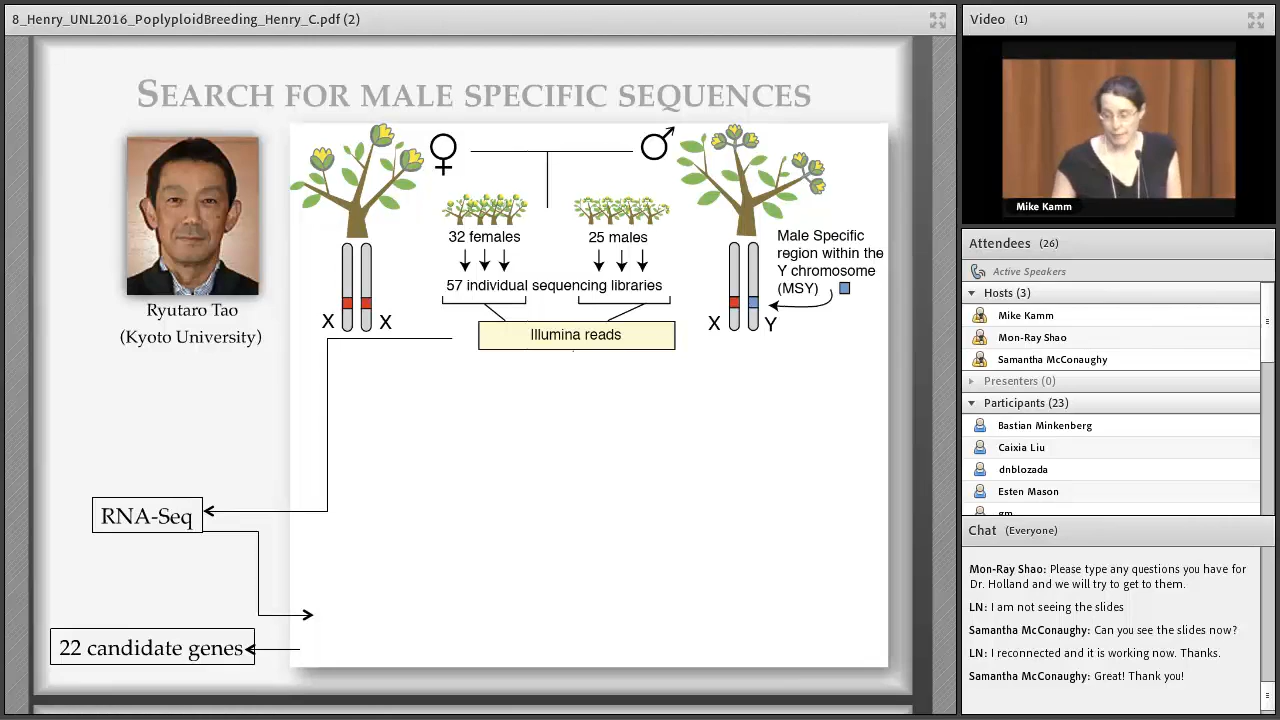 8_Henry_UNL2016_PoplyploidBreeding_Henry_C.pdf (2)
SEARCH FOR MALE SPECIFIC SEQUENCES
Ryutaro Tao
(Kyoto University)
♀
♂
32 females
25 males
57 individual sequencing libraries
Illumina reads
X
X
X
Y
Male Specific
region within the
Y chromosome
(MSY)
RNA-Seq
22 candidate genes
Video (1)
Mike Kamm
Attendees (26)
Active Speakers
Hosts (3)
Mike Kamm
Mon-Ray Shao
Samantha McConaughy
Presenters (0)
Participants (23)
Bastian Minkenberg
Caixia Liu
dnblozada
Esten Mason
gm
Chat (Everyone)
Mon-Ray Shao: Please type any questions you have for
Dr. Holland and we will try to get to them.
LN: I am not seeing the slides
Samantha McConaughy: Can you see the slides now?
LN: I reconnected and it is working now. Thanks.
Samantha McConaughy: Great! Thank you!